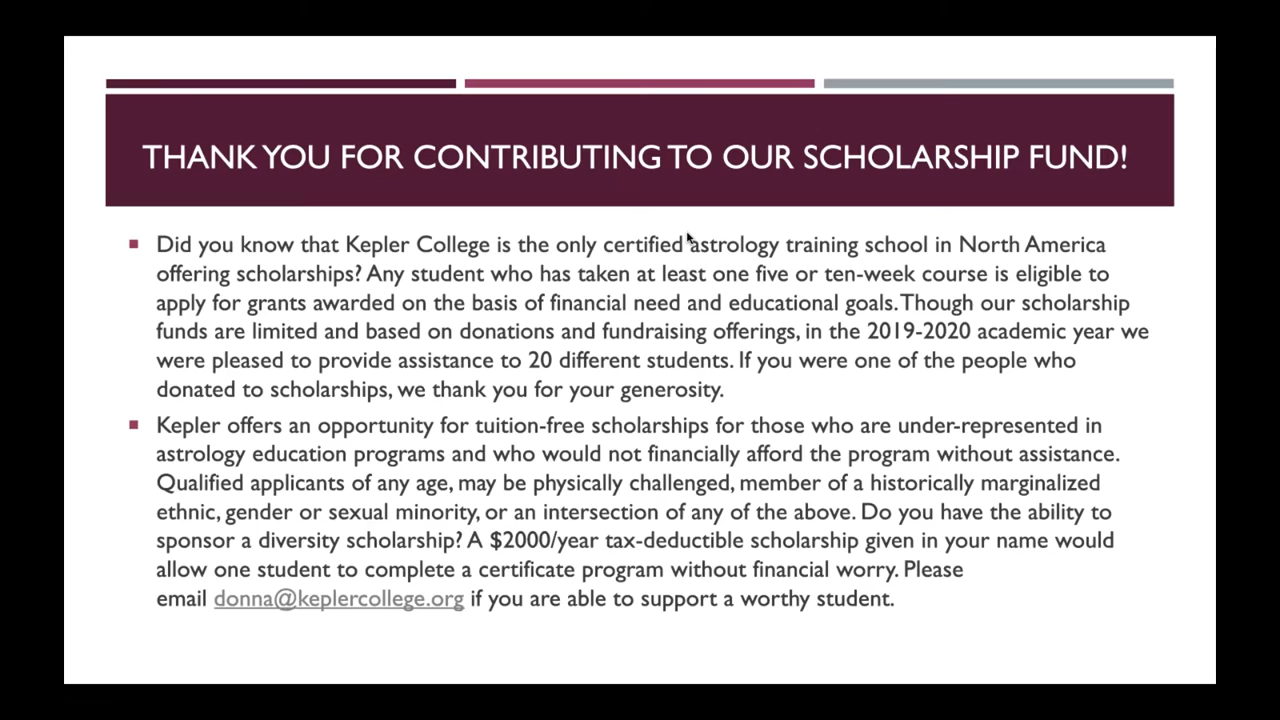 THANK YOU FOR CONTRIBUTING TO OUR SCHOLARSHIP FUND!
Did you know that Kepler College is the only certified astrology training school in North America
offering scholarships? Any student who has taken at least one five or ten-week course is eligible to
apply for grants awarded on the basis of financial need and educational goals. Though our scholarship
funds are limited and based on donations and fundraising offerings, in the 2019-2020 academic year we
were pleased to provide assistance to 20 different students. If you were one of the people who
donated to scholarships, we thank you for your generosity.
Kepler offers an opportunity for tuition-free scholarships for those who are under-represented in
astrology education programs and who would not financially afford the program without assistance.
Qualified applicants of any age, may be physically challenged, member of a historically marginalized
ethnic, gender or sexual minority, or an intersection of any of the above. Do you have the ability to
sponsor a diversity scholarship? A $2000/year tax-deductible scholarship given in your name would
allow one student to complete a certificate program without financial worry. Please
email donna@keplercollege.org if you are able to support a worthy student.